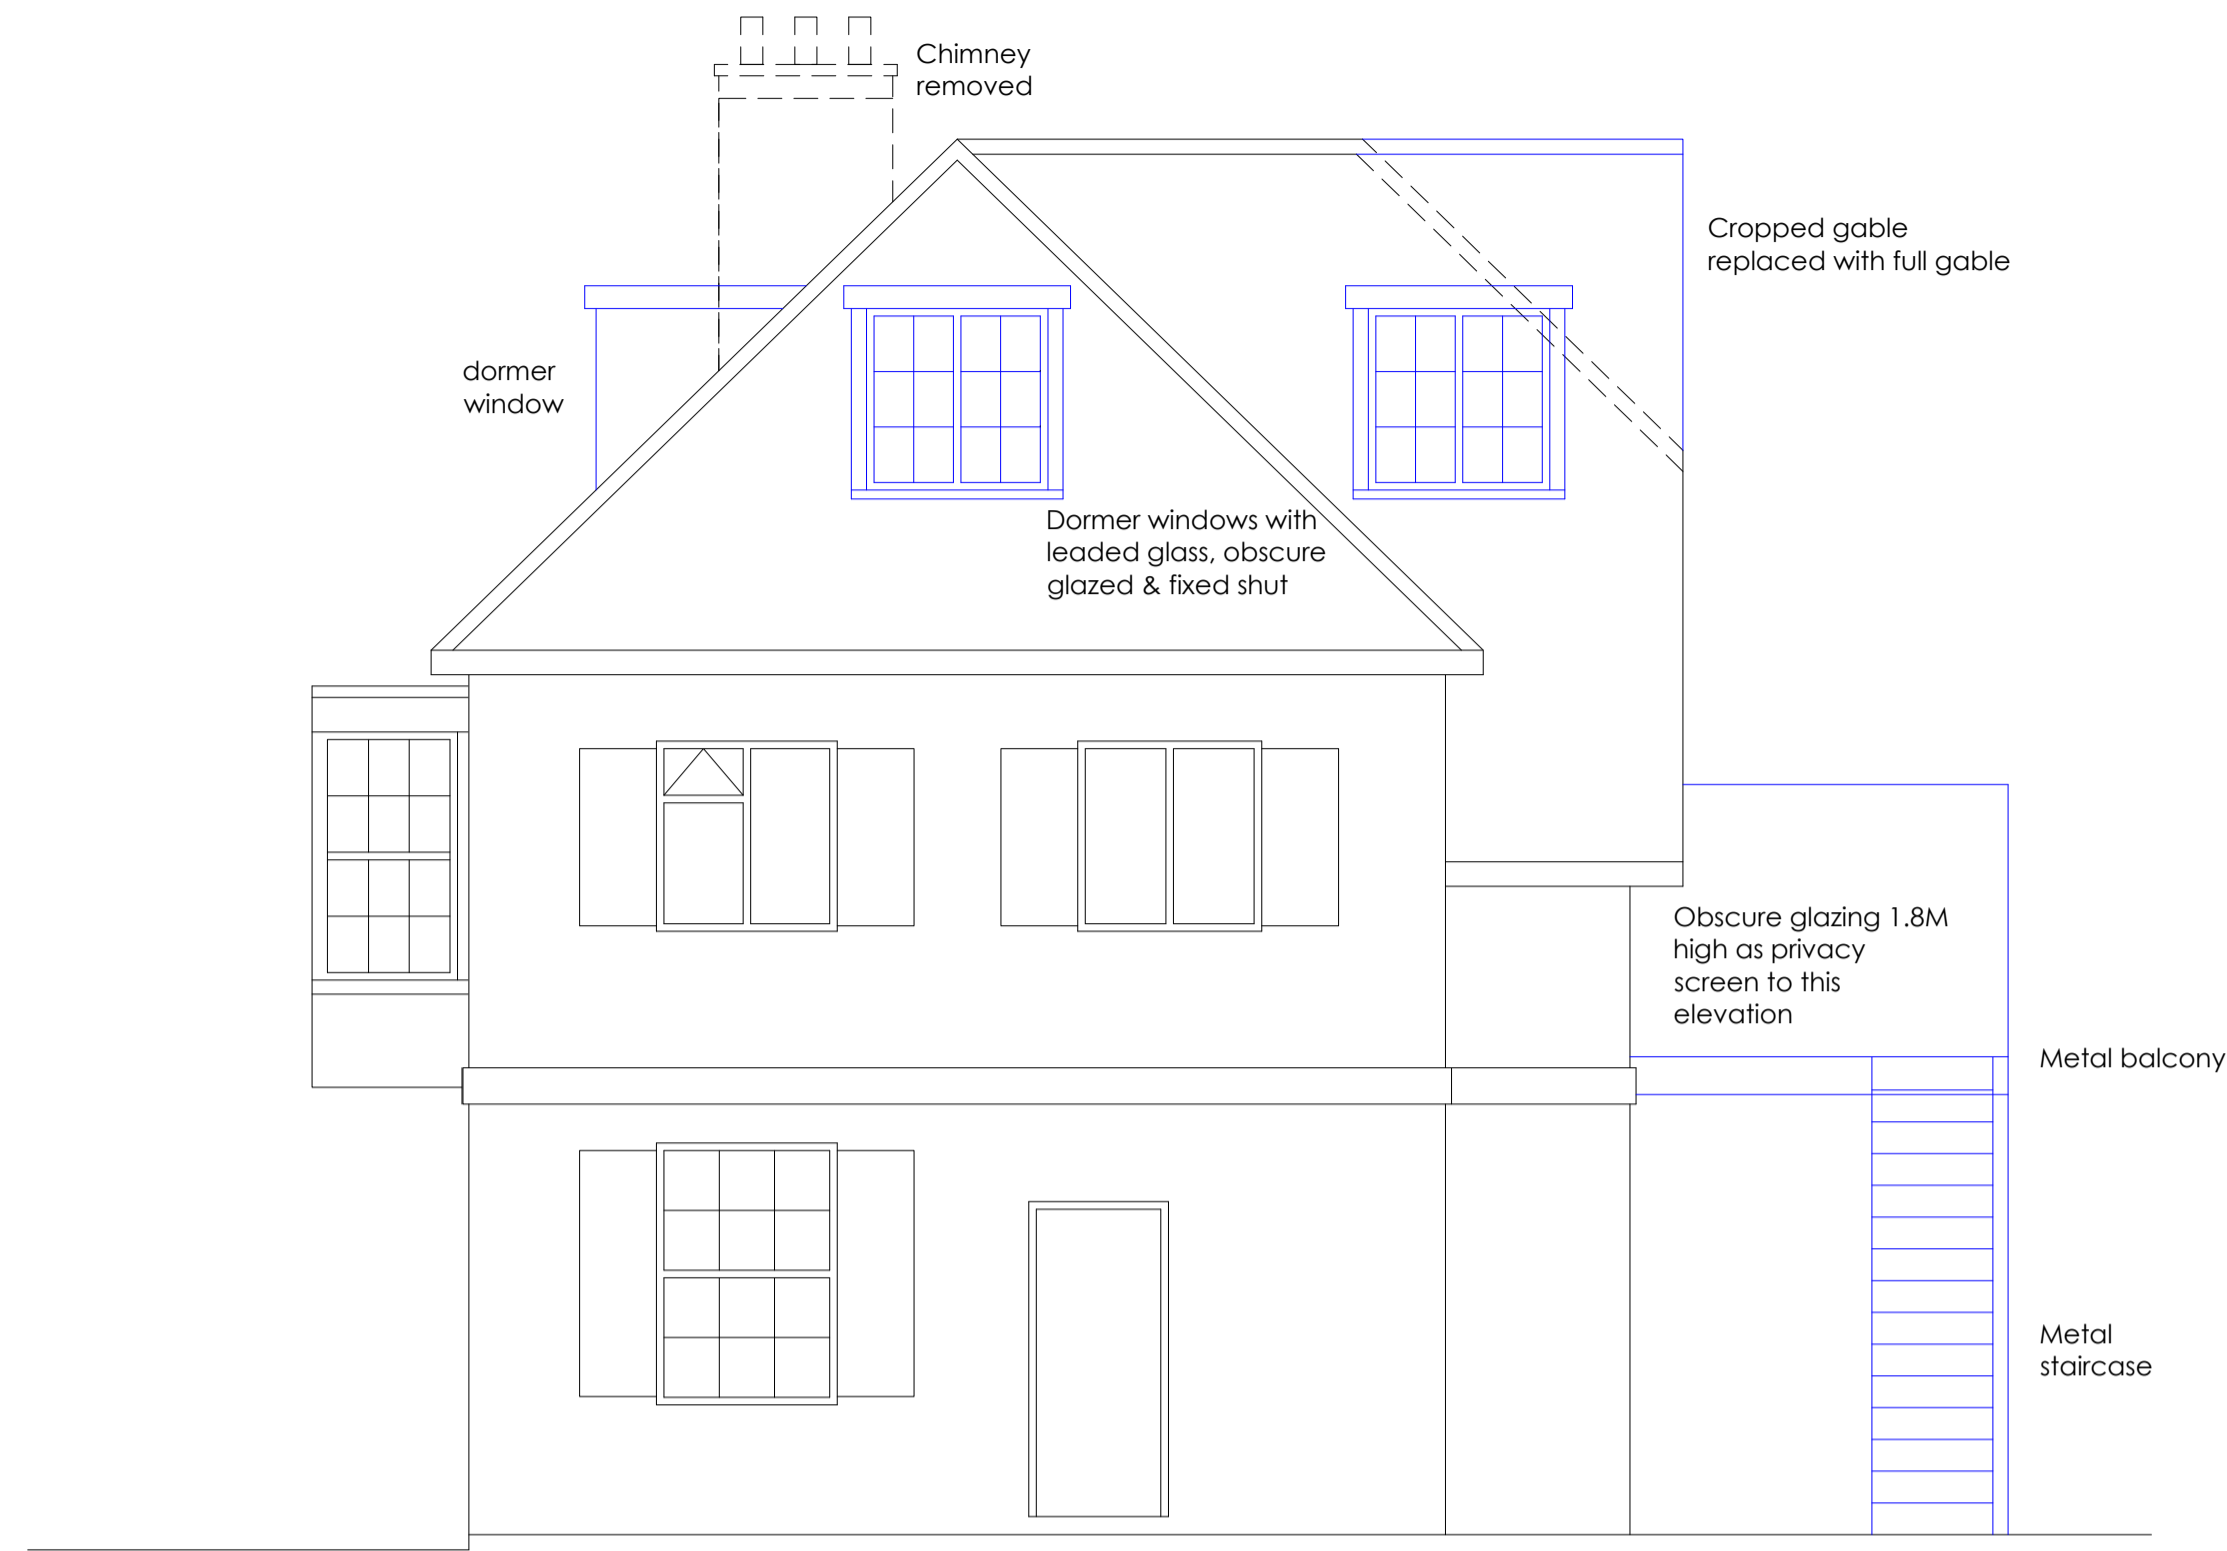 Chimney
removed
Cropped gable
replaced with full gable
dormer
window
Dormer windows with
leaded glass, obscure
glazed & fixed shut
Obscure glazing 1.8M
high as privacy
screen to this
elevation
Metal balcony
Metal
staircase